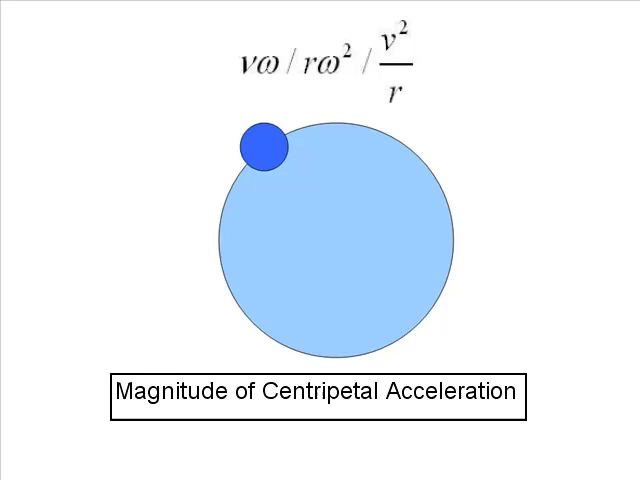 vω / rω² / v²/r
Magnitude of Centripetal Acceleration